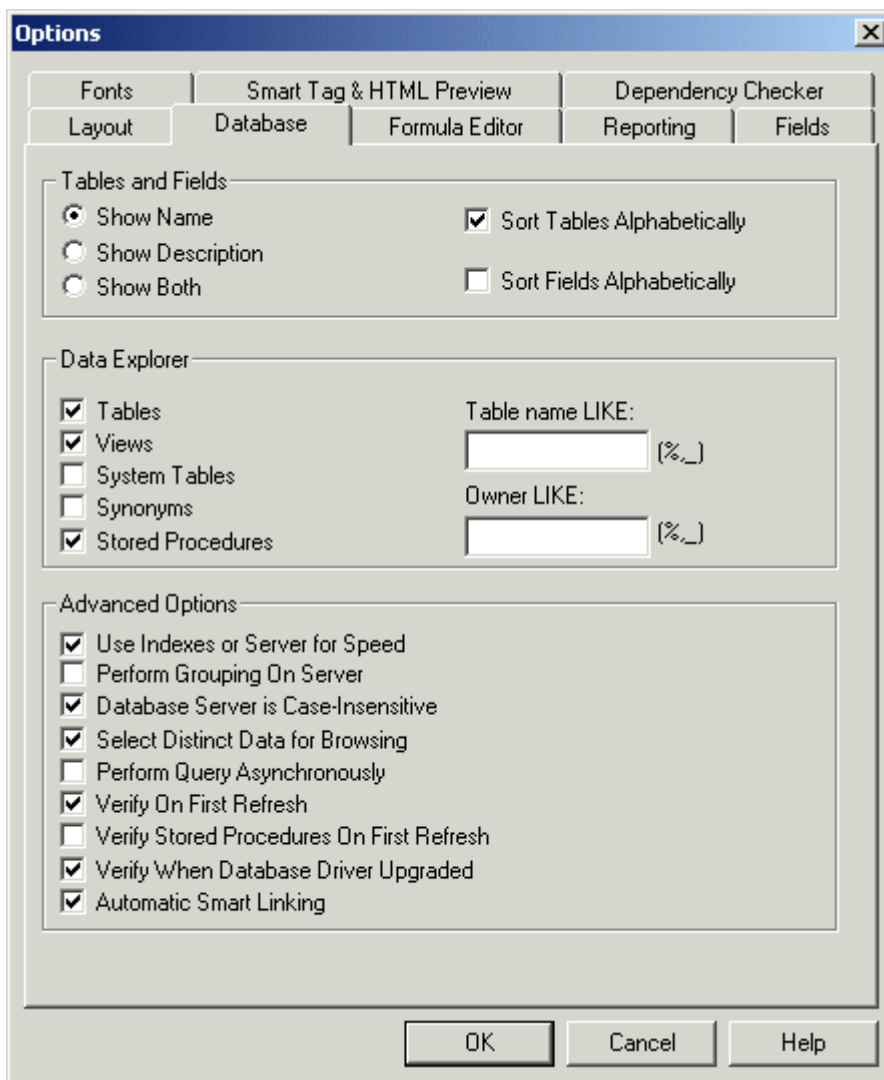 Options
Fonts Smart Tag & HTML Preview Dependency Checker
Layout Database Formula Editor Reporting Fields
Tables and Fields
Show Name
Sort Tables Alphabetically
Show Description
Show Both
Sort Fields Alphabetically
Data Explorer
Tables
Views
System Tables
Synonyms
Stored Procedures
Table name LIKE:
(%,_)
Owner LIKE:
(%,_)
Advanced Options
Use Indexes or Server for Speed
Perform Grouping On Server
Database Server is Case-Insensitive
Select Distinct Data for Browsing
Perform Query Asynchronously
Verify On First Refresh
Verify Stored Procedures On First Refresh
Verify When Database Driver Upgraded
Automatic Smart Linking
OK Cancel Help